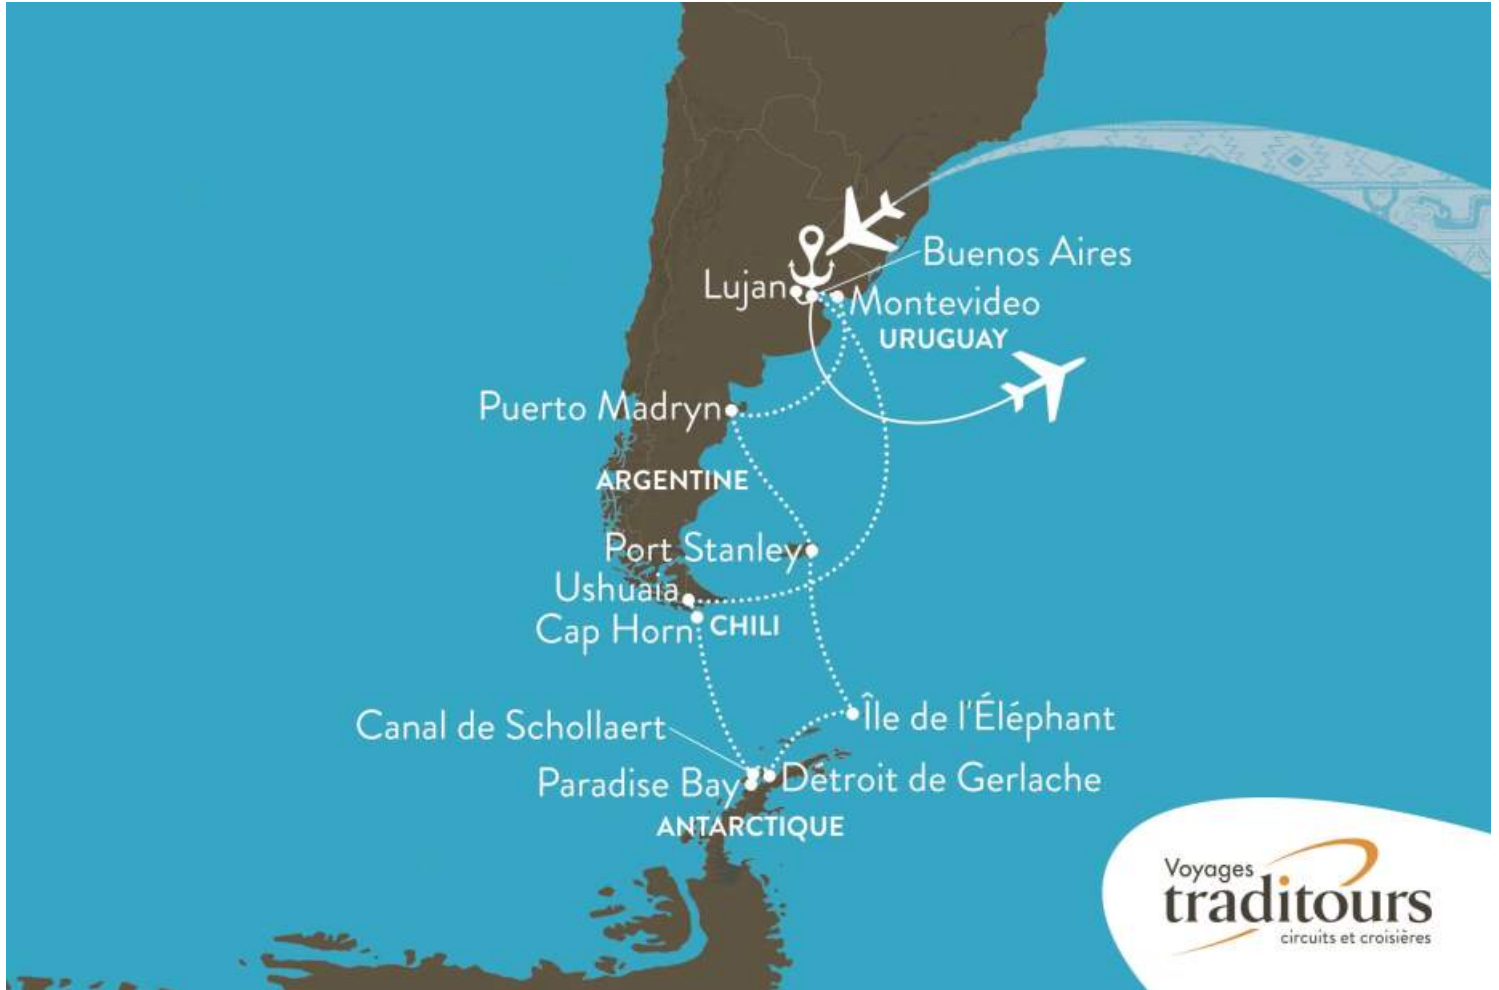 Buenos Aires
Lujan
Montevideo
URUGUAY
Puerto Madryn
ARGENTINE
Port Stanley
Ushuaia
Cap Horn
CHILI
Île de l'Éléphant
Canal de Schollaert
Paradise Bay
Détroit de Gerlache
ANTARCTIQUE
Voyages
traditours
circuits et croisières